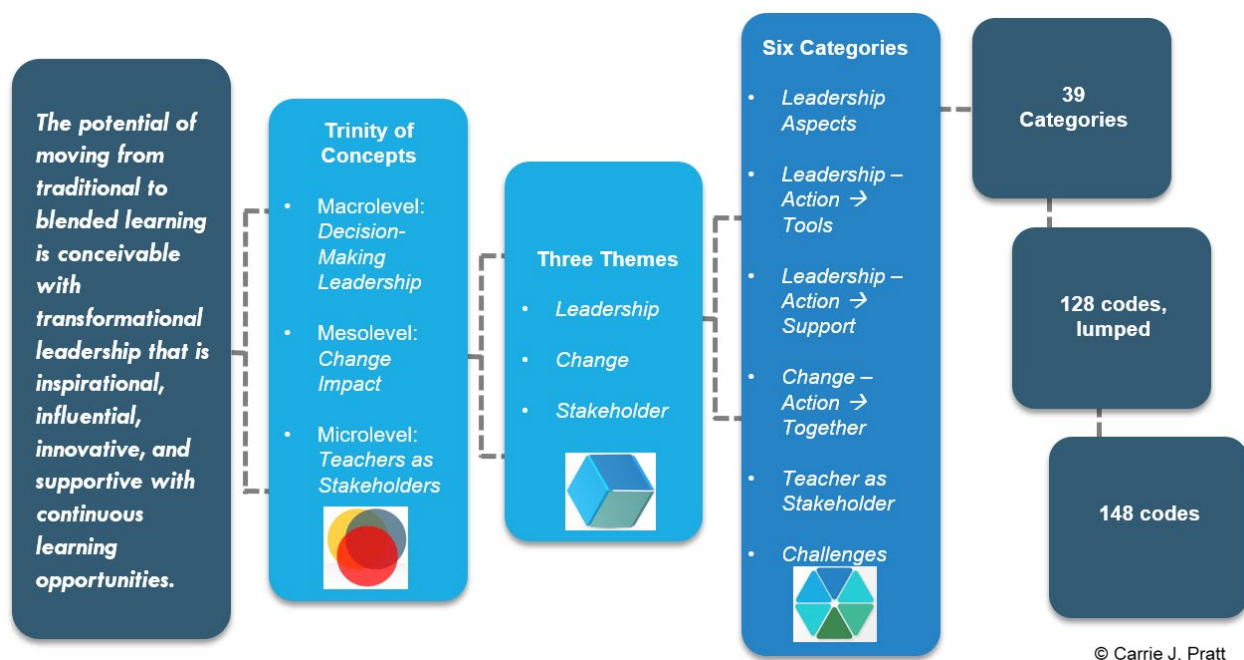 The potential of
moving from
traditional to
blended learning
is conceivable
with
transformational
leadership that is
inspirational,
influential,
innovative, and
supportive with
continuous
learning
opportunities.
Trinity of
Concepts
• Macrolevel:
Decision-
Making
Leadership
• Mesolevel:
Change
Impact
• Microlevel:
Teachers as
Stakeholders
Three Themes
• Leadership
• Change
• Stakeholder
Six Categories
• Leadership
Aspects
• Leadership –
Action →
Tools
• Leadership –
Action →
Support
• Change –
Action →
Together
• Teacher as
Stakeholder
• Challenges
39
Categories
128 codes,
lumped
148 codes
© Carrie J. Pratt